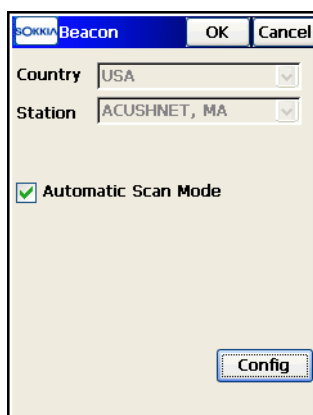 SOKKIA Beacon OK Cancel
Country USA
Station ACUSHNET, MA
Automatic Scan Mode
Config